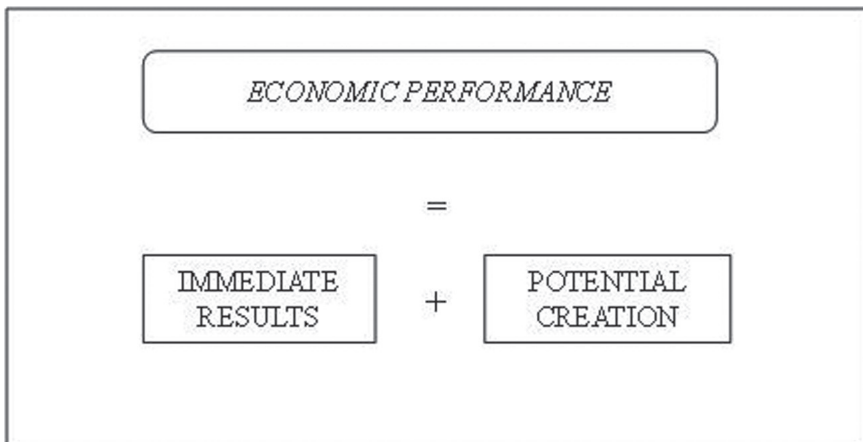 ECONOMIC PERFORMANCE
=
IMMEDIATE
RESULTS
+
POTENTIAL
CREATION